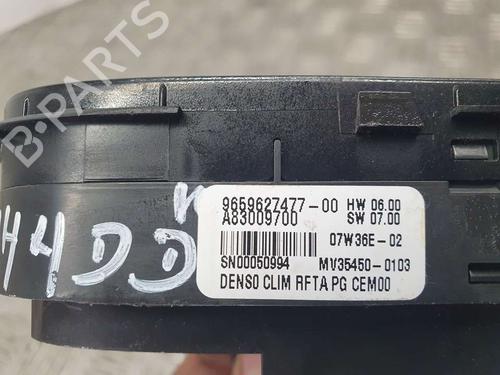 B-PARTS
9659627477-00 HW 06.00
A83009700 SW 07.00
07W36E-02
SN00050994 MV35450-0103
DENSO CLIM RFTA PG CEM00